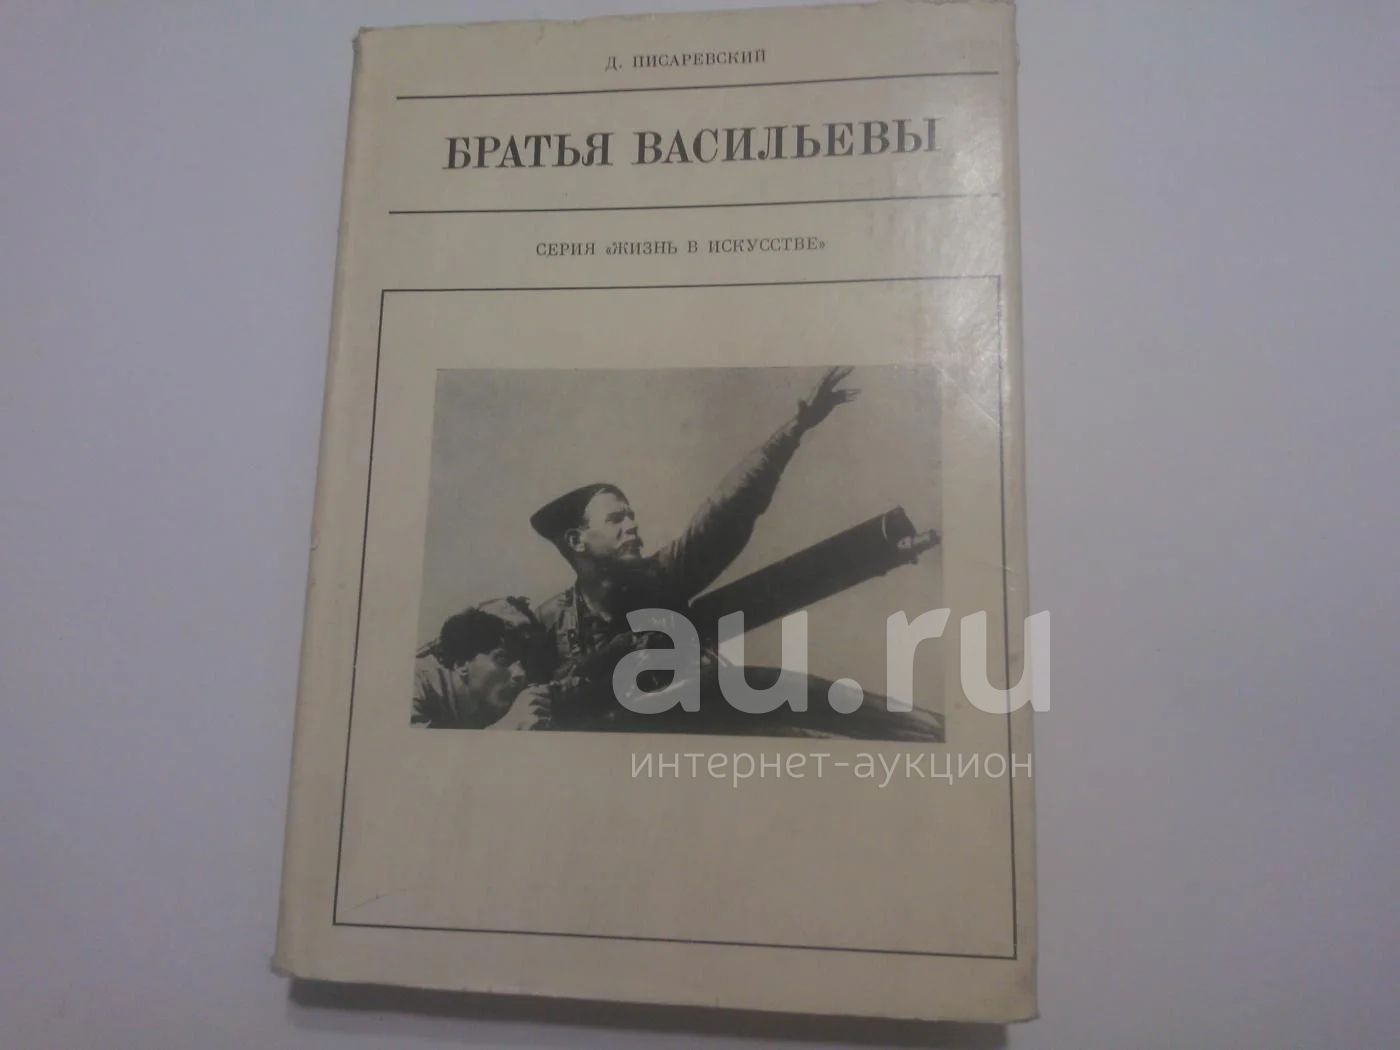 Д. ПИСАРЕВСКИЙ
БРАТЬЯ ВАСИЛЬЕВЫ
СЕРИЯ «ЖИЗНЬ В ИСКУССТВЕ»
au.ru
интернет-аукцион